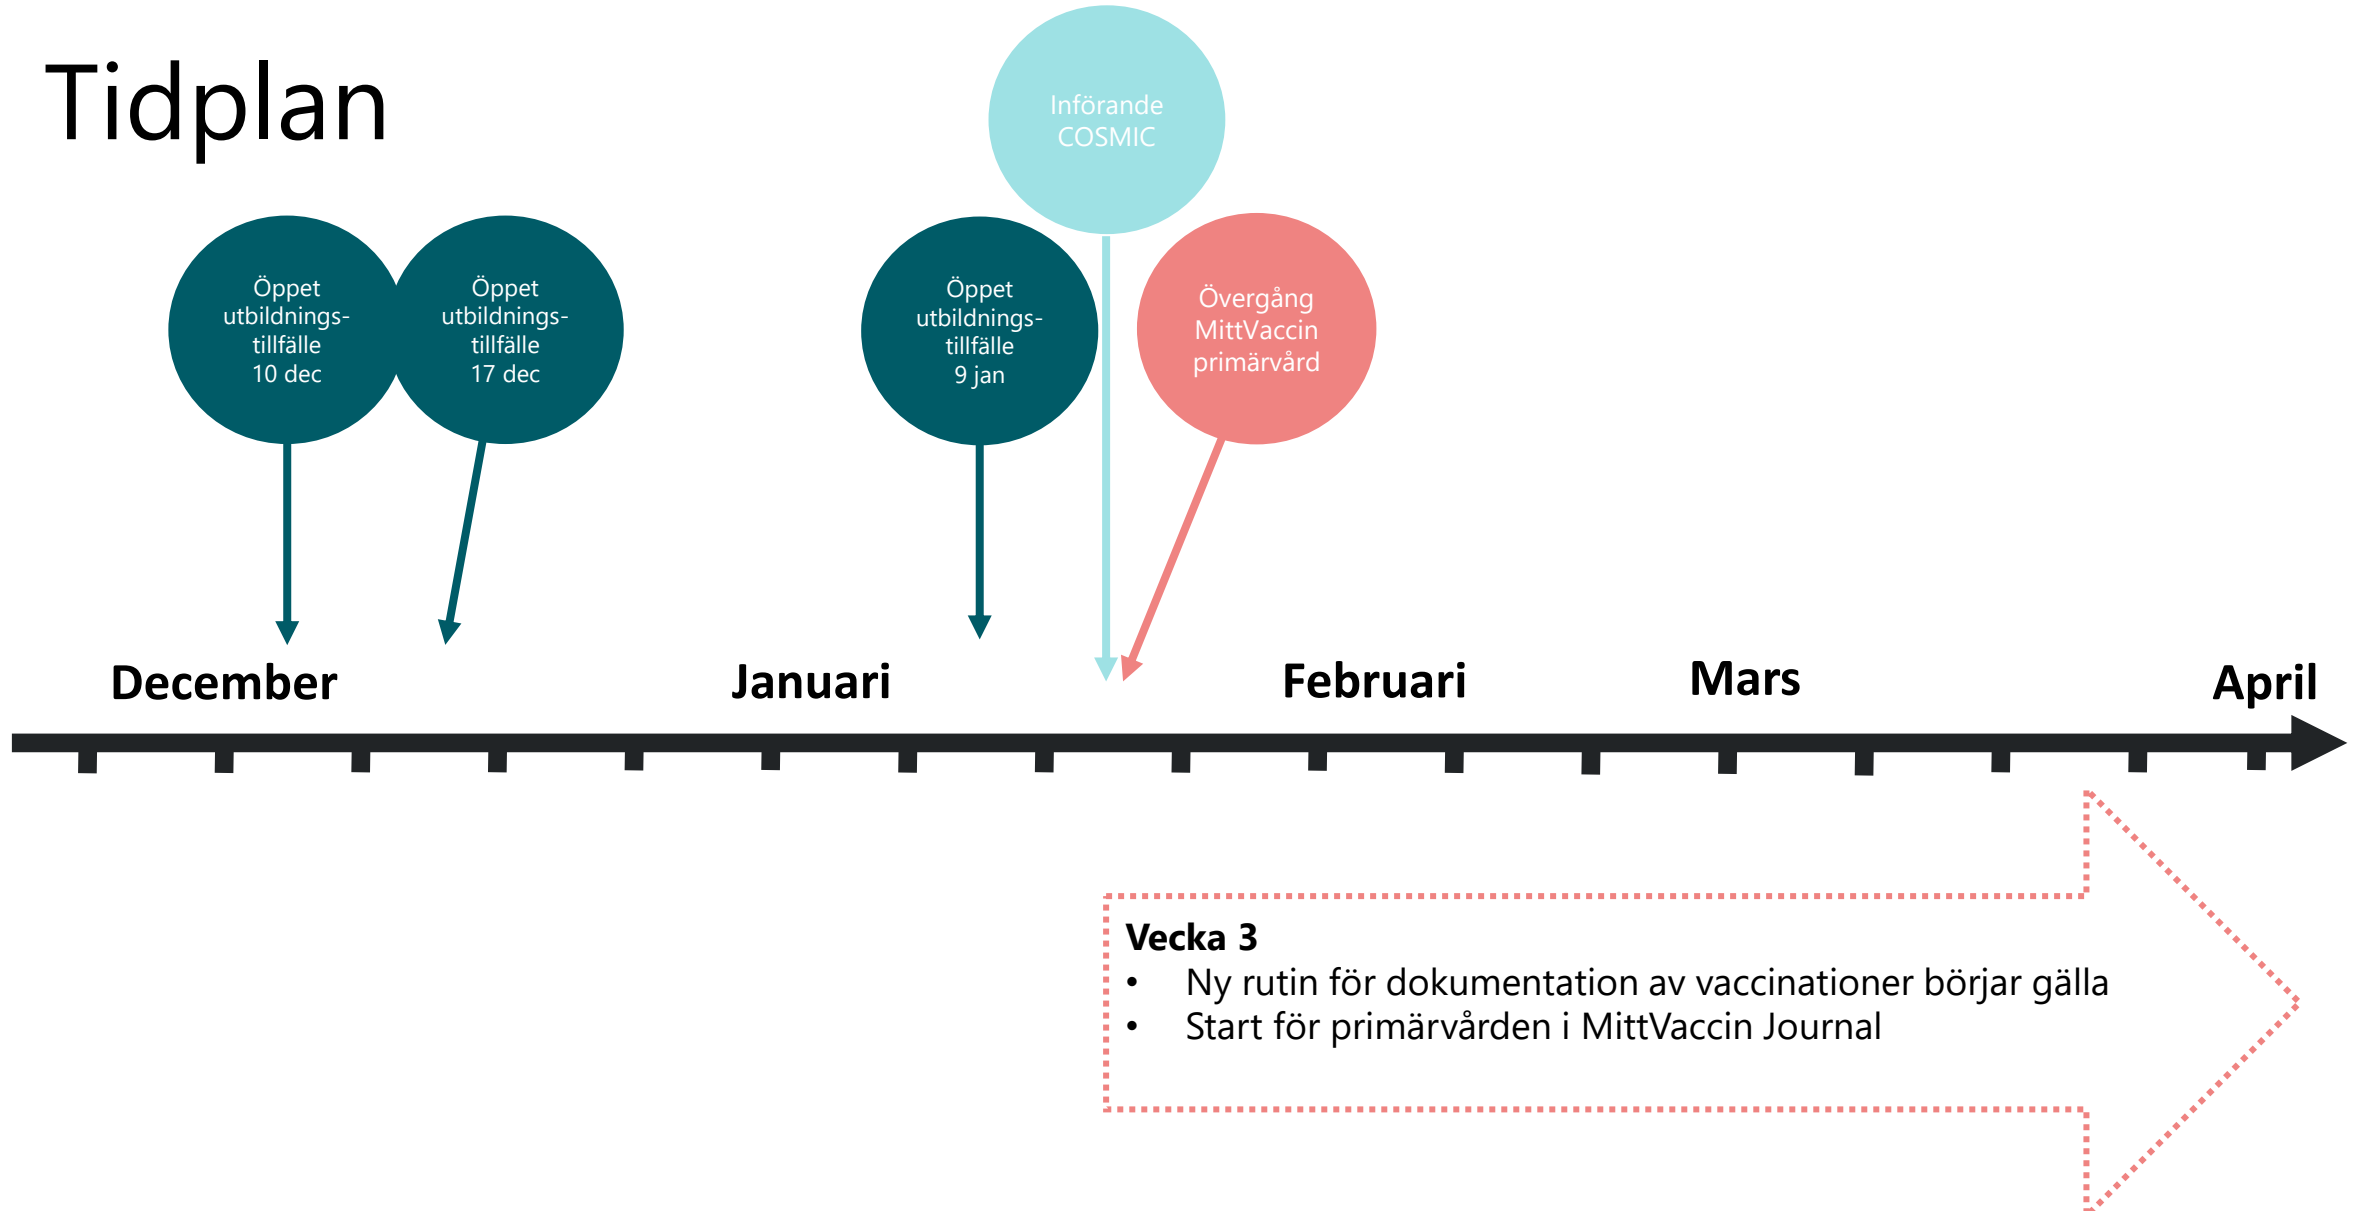 Tidplan
Införande
COSMIC
Öppet
utbildnings-
tillfälle
10 dec
Öppet
utbildnings-
tillfälle
17 dec
Öppet
utbildnings-
tillfälle
9 jan
Övergång
MittVaccin
primärvård
December
Januari
Februari
Mars
April
Vecka 3
• Ny rutin för dokumentation av vaccinationer börjar gälla
• Start för primärvården i MittVaccin Journal